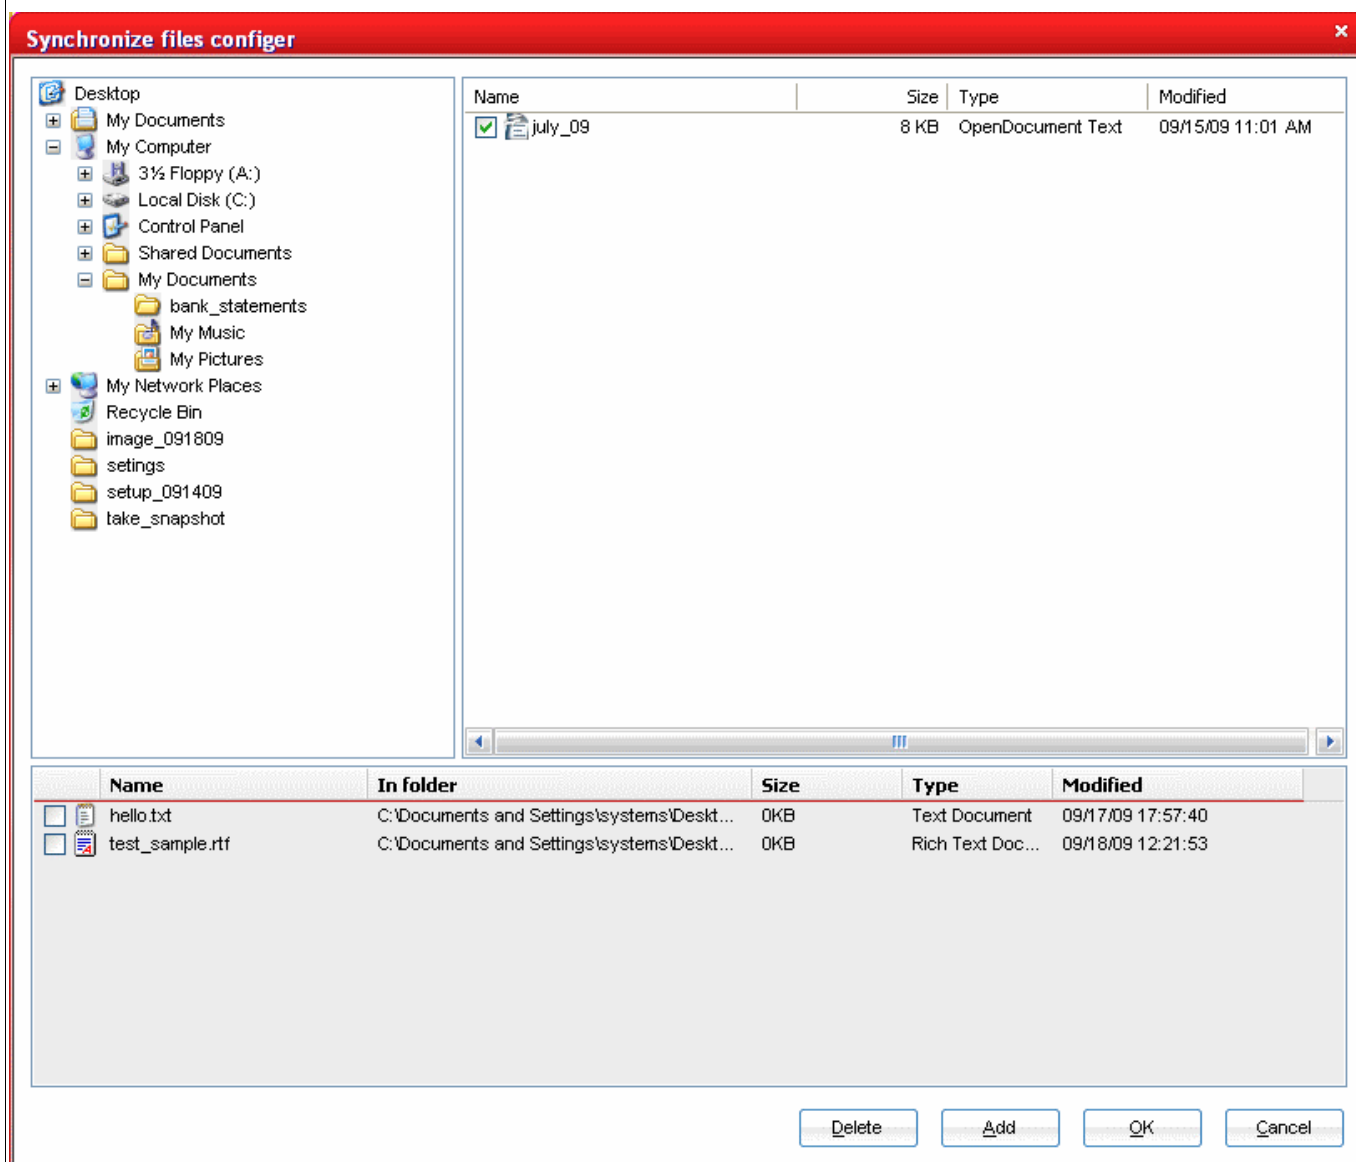 Synchronize files configer
Desktop
My Documents
My Computer
3½ Floppy (A:)
Local Disk (C:)
Control Panel
Shared Documents
My Documents
bank_statements
My Music
My Pictures
My Network Places
Recycle Bin
image_091809
setings
setup_091409
take_snapshot
Name Size Type Modified
july_09 8 KB OpenDocument Text 09/15/09 11:01 AM
Name In folder Size Type Modified
hello.txt C:\Documents and Settings\systems\Deskt... 0KB Text Document 09/17/09 17:57:40
test_sample.rtf C:\Documents and Settings\systems\Deskt... 0KB Rich Text Doc... 09/18/09 12:21:53
Delete Add OK Cancel